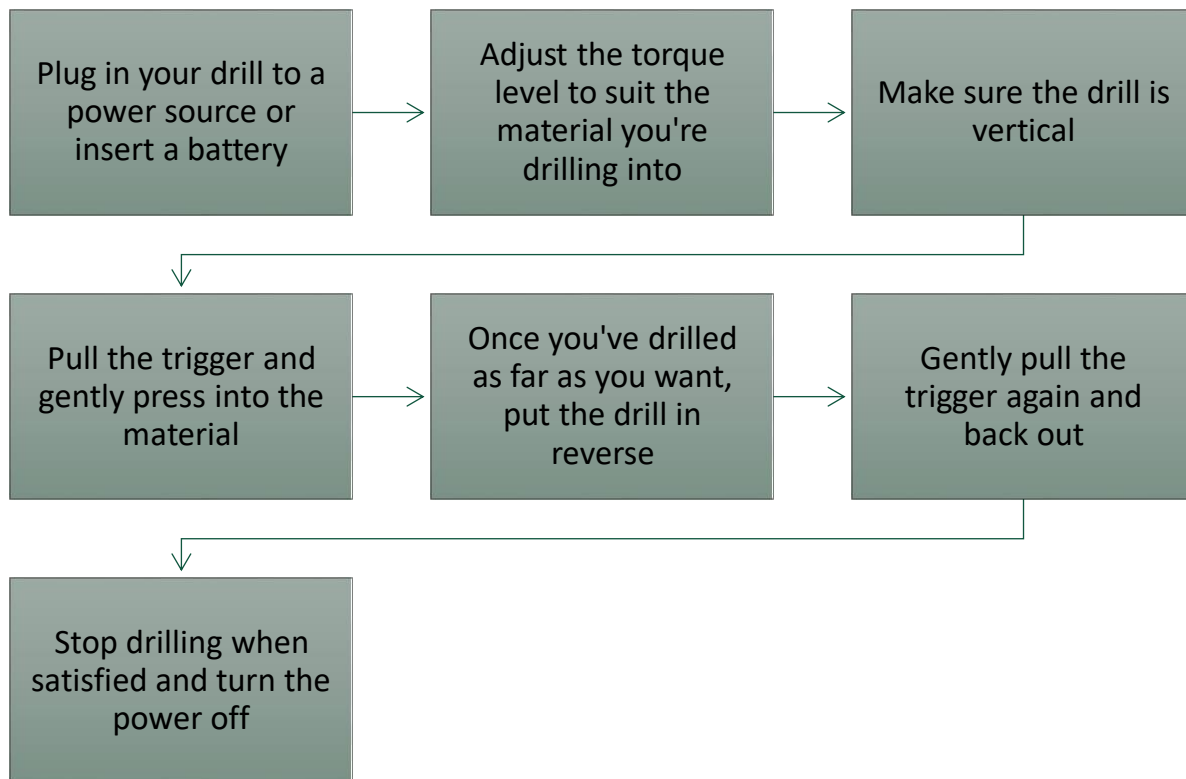 Plug in your drill to a
power source or
insert a battery
Adjust the torque
level to suit the
material you're
drilling into
Make sure the drill is
vertical
Pull the trigger and
gently press into the
material
Once you've drilled
as far as you want,
put the drill in
reverse
Gently pull the
trigger again and
back out
Stop drilling when
satisfied and turn the
power off